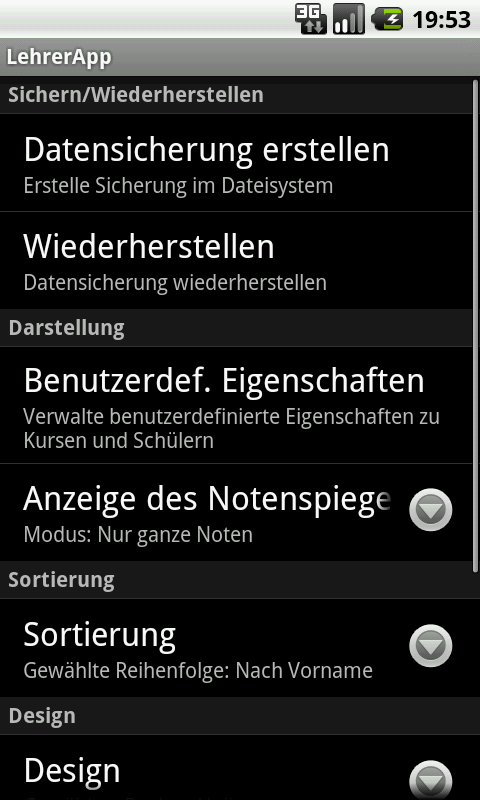 3G 19:53
LehrerApp
Sichern/Wiederherstellen
Datensicherung erstellen
Erstelle Sicherung im Dateisystem
Wiederherstellen
Datensicherung wiederherstellen
Darstellung
Benutzerdef. Eigenschaften
Verwalte benutzerdefinierte Eigenschaften zu
Kursen und Schülern
Anzeige des Notenspiege
Modus: Nur ganze Noten
Sortierung
Sortierung
Gewählte Reihenfolge: Nach Vorname
Design
Design